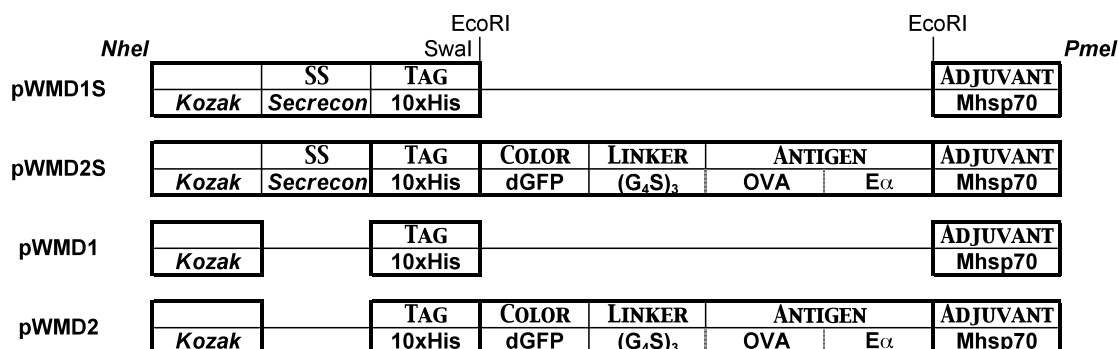 EcoRI EcoRI
NheI SwaI PmeI
pWMD1S SS TAG ADJUVANT
Kozak Secrecon 10xHis Mhsp70
pWMD2S SS TAG COLOR LINKER ANTIGEN ADJUVANT
Kozak Secrecon 10xHis dGFP (G₄S)₃ OVA Eα Mhsp70
pWMD1 TAG ADJUVANT
Kozak 10xHis Mhsp70
pWMD2 TAG COLOR LINKER ANTIGEN ADJUVANT
Kozak 10xHis dGFP (G₄S)₃ OVA Eα Mhsp70